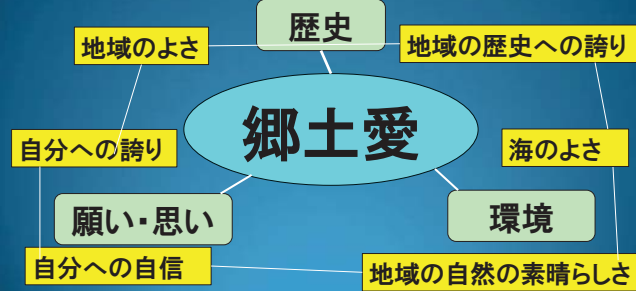 歴史
地域のよさ
地域の歴史への誇り
郷土愛
自分への誇り
海のよさ
願い・思い
環境
自分への自信
地域の自然の素晴らしさ